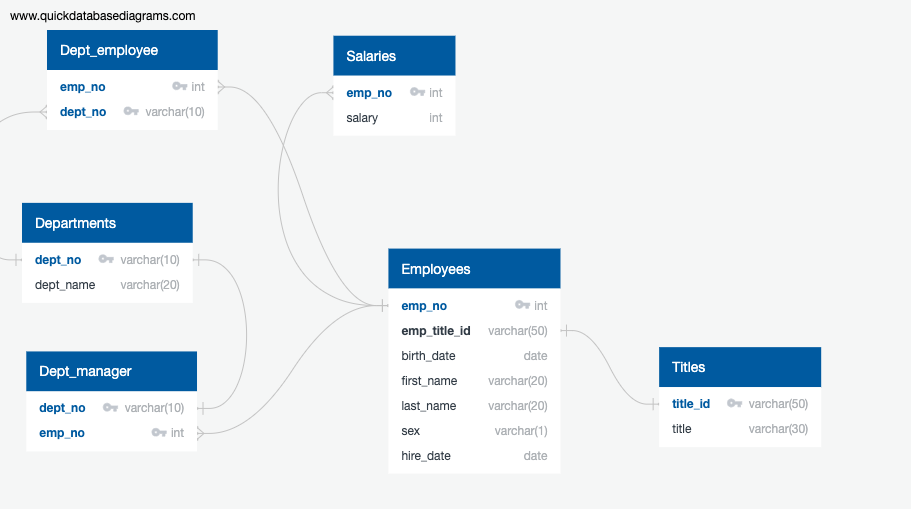 www.quickdatabasediagrams.com
Dept_employee
emp_no int
dept_no varchar(10)
Salaries
emp_no int
salary int
Departments
dept_no varchar(10)
dept_name varchar(20)
Employees
emp_no int
emp_title_id varchar(50)
birth_date date
first_name varchar(20)
last_name varchar(20)
sex varchar(1)
hire_date date
Dept_manager
dept_no varchar(10)
emp_no int
Titles
title_id varchar(50)
title varchar(30)